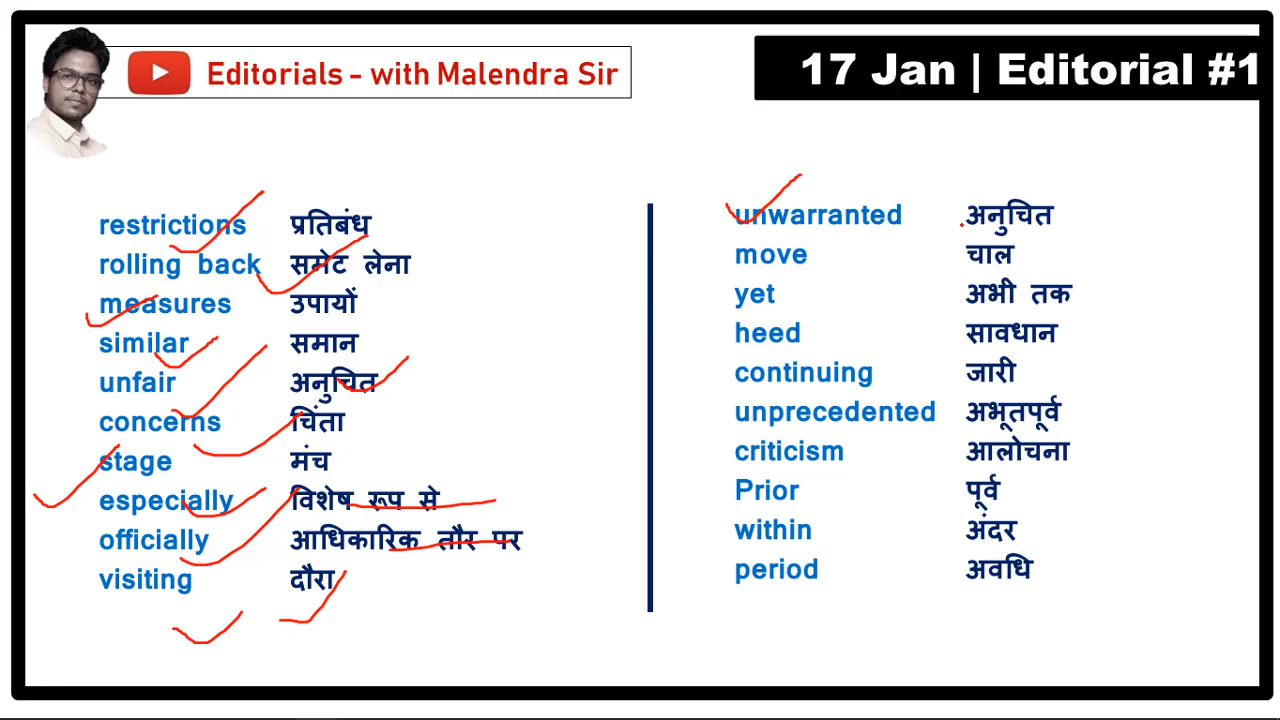 Editorials - with Malendra Sir
17 Jan | Editorial #1
restrictions प्रतिबंध
rolling back समेट लेना
measures उपायों
similar समान
unfair अनुचित
concerns चिंता
stage मंच
especially विशेष रूप से
officially आधिकारिक तौर पर
visiting दौरा
unwarranted अनुचित
move चाल
yet अभी तक
heed सावधान
continuing जारी
unprecedented अभूतपूर्व
criticism आलोचना
Prior पूर्व
within अंदर
period अवधि